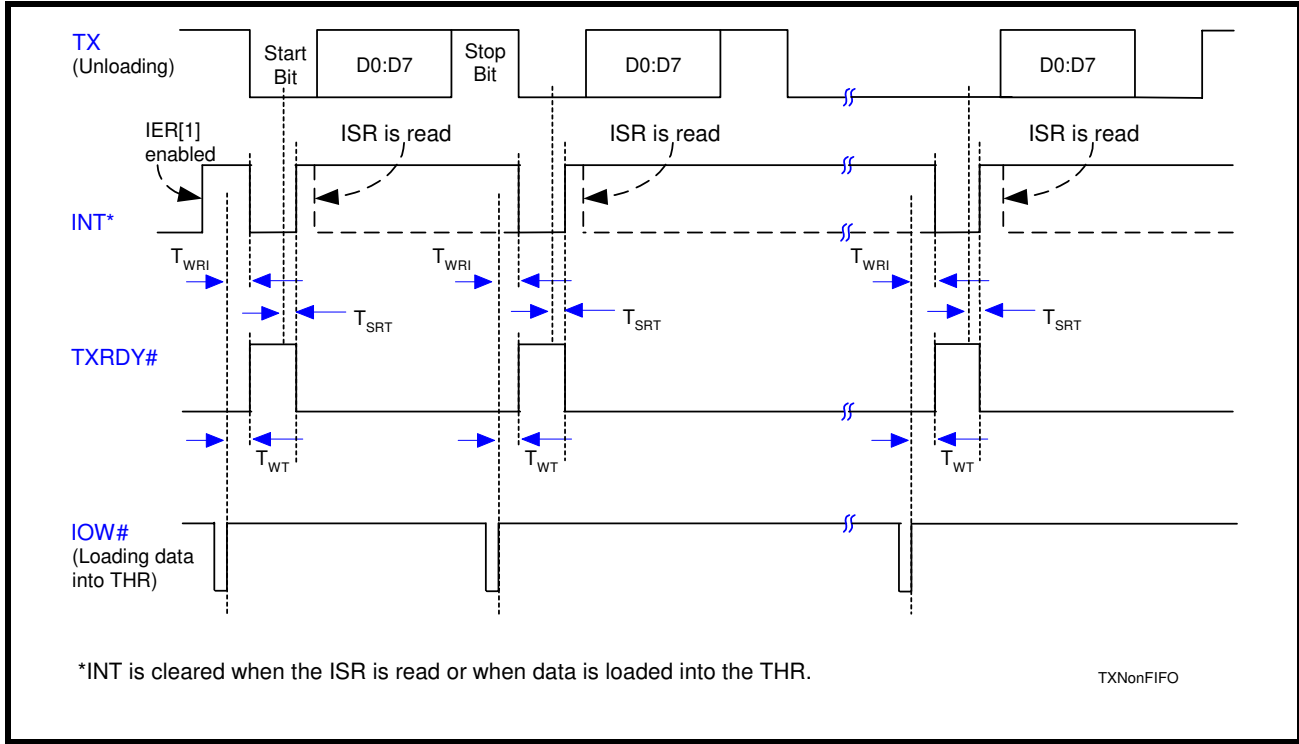 TX
(Unloading)
Start
Bit
D0:D7
Stop
Bit
D0:D7
D0:D7
IER[1]
enabled
ISR is read
ISR is read
ISR is read
INT*
TWRI
TWRI
TWRI
TSRT
TSRT
TSRT
TXRDY#
TWT
TWT
TWT
IOW#
(Loading data
into THR)
*INT is cleared when the ISR is read or when data is loaded into the THR.
TXNonFIFO